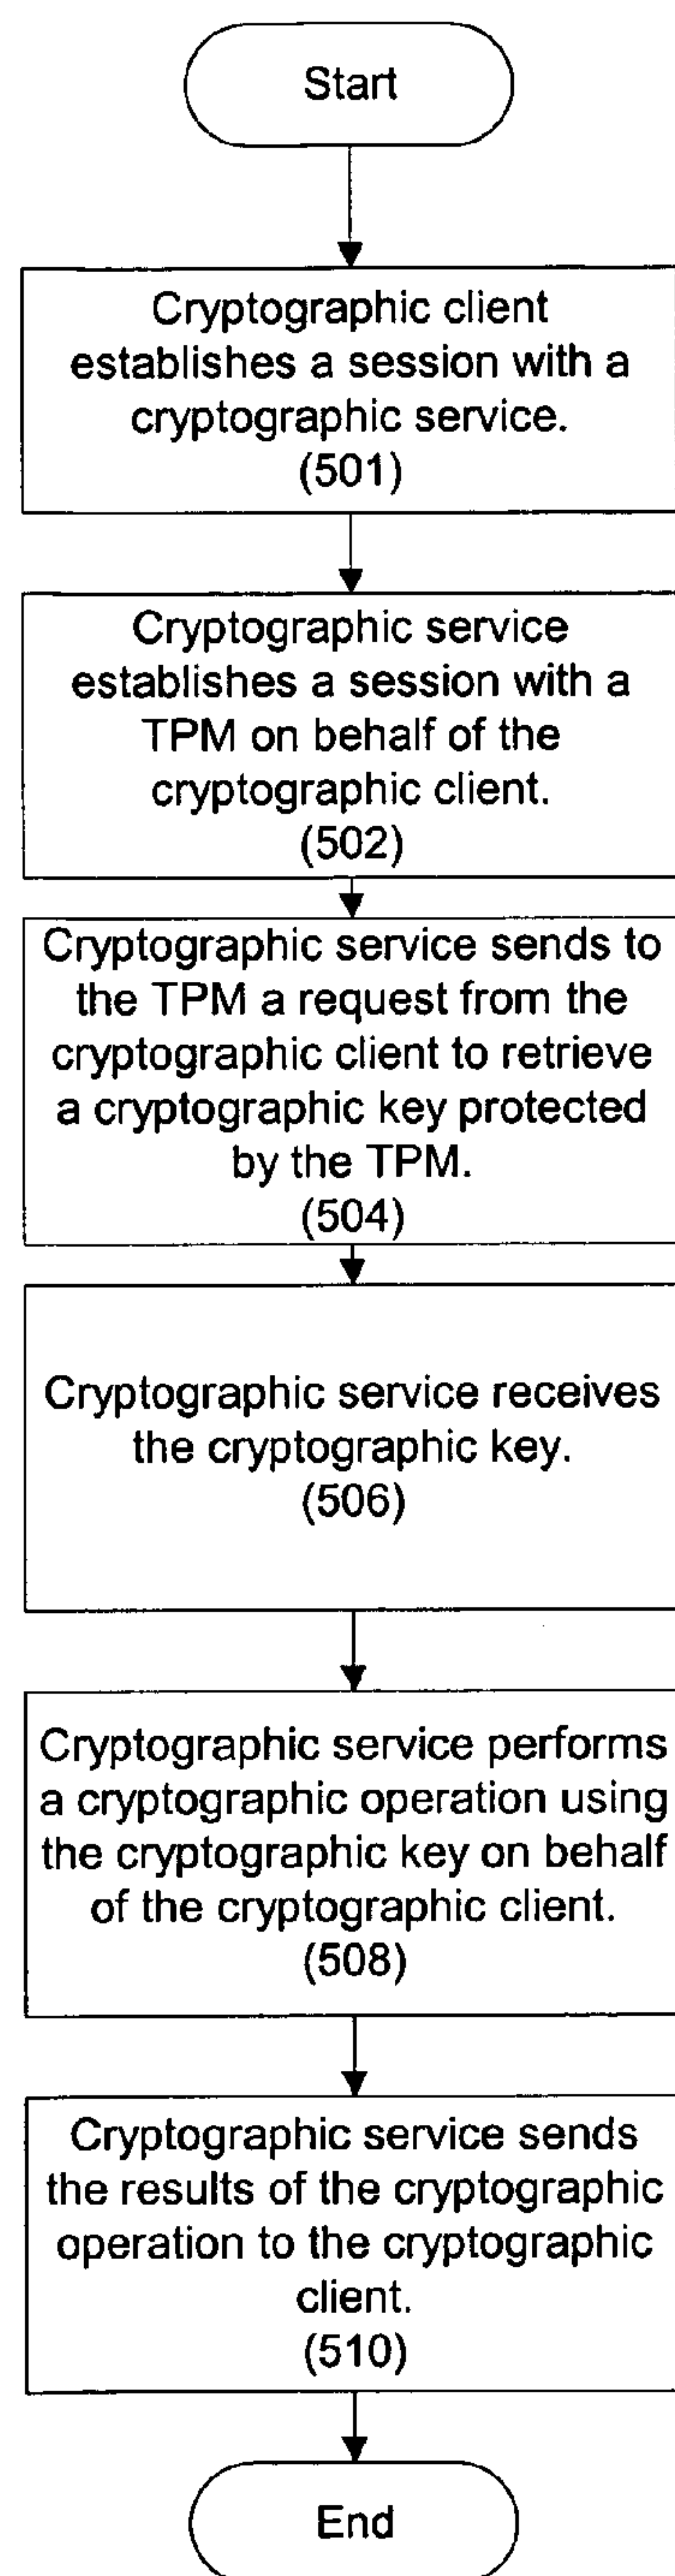 Start
Cryptographic client
establishes a session with a
cryptographic service.
(501)
Cryptographic service
establishes a session with a
TPM on behalf of the
cryptographic client.
(502)
Cryptographic service sends to
the TPM a request from the
cryptographic client to retrieve
a cryptographic key protected
by the TPM.
(504)
Cryptographic service receives
the cryptographic key.
(506)
Cryptographic service performs
a cryptographic operation using
the cryptographic key on behalf
of the cryptographic client.
(508)
Cryptographic service sends
the results of the cryptographic
operation to the cryptographic
client.
(510)
End